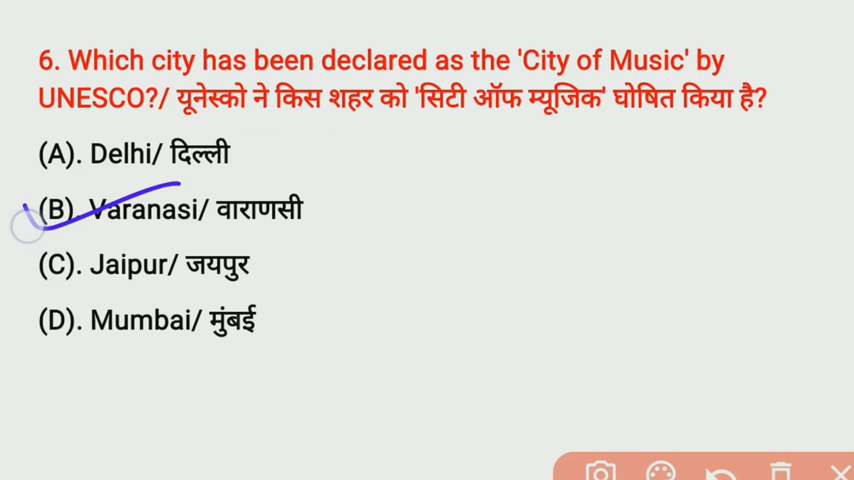 6. Which city has been declared as the 'City of Music' by
UNESCO?/ यूनेस्को ने किस शहर को 'सिटी ऑफ म्यूजिक' घोषित किया है?
(A). Delhi/ दिल्ली
(B). Varanasi/ वाराणसी
(C). Jaipur/ जयपुर
(D). Mumbai/ मुंबई